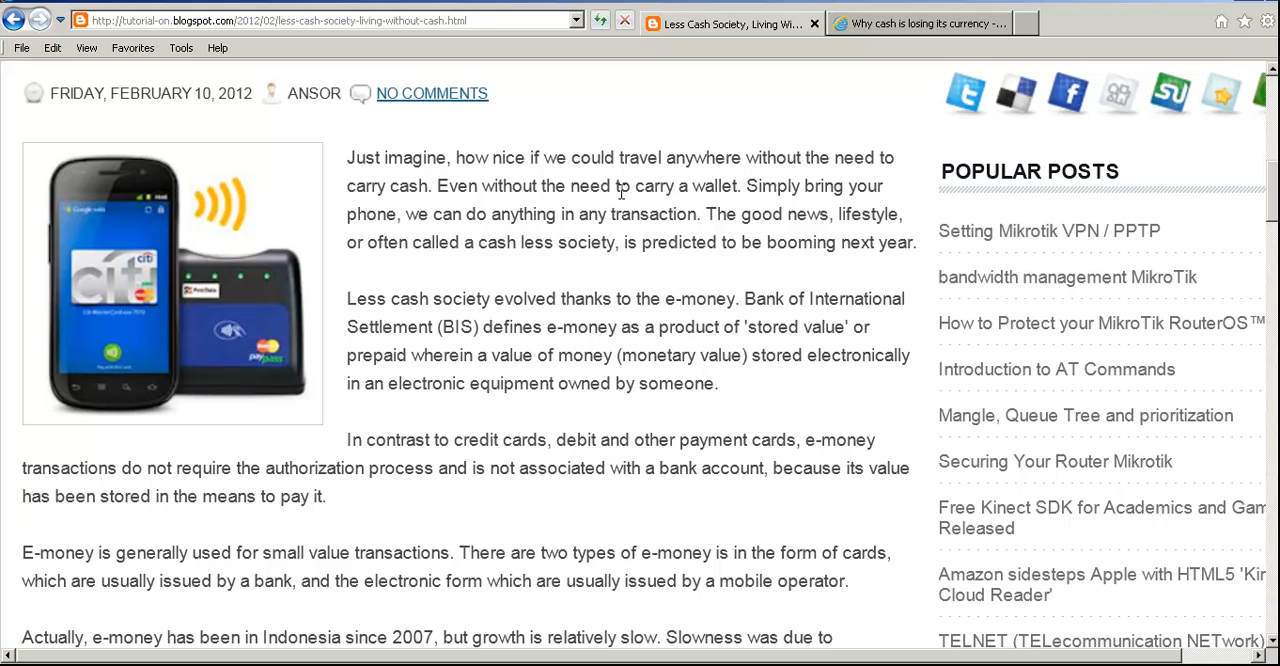 http://tutorial-on.blogspot.com/2012/02/less-cash-society-living-without-cash.html
Less Cash Society, Living Wi...
Why cash is losing its currency -...
File Edit View Favorites Tools Help
FRIDAY, FEBRUARY 10, 2012 ANSOR NO COMMENTS
Just imagine, how nice if we could travel anywhere without the need to
carry cash. Even without the need to carry a wallet. Simply bring your
phone, we can do anything in any transaction. The good news, lifestyle,
or often called a cash less society, is predicted to be booming next year.
citi
citi
PayPass
Less cash society evolved thanks to the e-money. Bank of International
Settlement (BIS) defines e-money as a product of 'stored value' or
prepaid wherein a value of money (monetary value) stored electronically
in an electronic equipment owned by someone.
In contrast to credit cards, debit and other payment cards, e-money
transactions do not require the authorization process and is not associated with a bank account, because its value
has been stored in the means to pay it.
E-money is generally used for small value transactions. There are two types of e-money is in the form of cards,
which are usually issued by a bank, and the electronic form which are usually issued by a mobile operator.
Actually, e-money has been in Indonesia since 2007, but growth is relatively slow. Slowness was due to
POPULAR POSTS
Setting Mikrotik VPN / PPTP
bandwidth management MikroTik
How to Protect your MikroTik RouterOS™
Introduction to AT Commands
Mangle, Queue Tree and prioritization
Securing Your Router Mikrotik
Free Kinect SDK for Academics and Gam
Released
Amazon sidesteps Apple with HTML5 'Kin
Cloud Reader'
TELNET (TELecommunication NETwork)